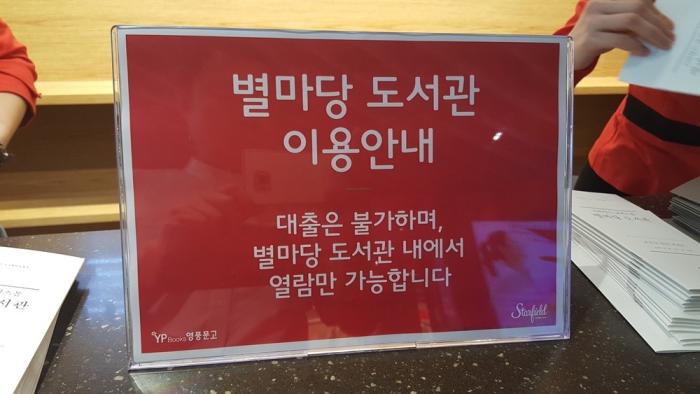 별마당 도서관
이용안내
대출은 불가하며,
별마당 도서관 내에서
열람만 가능합니다
YP Books 영풍문고
Starfield